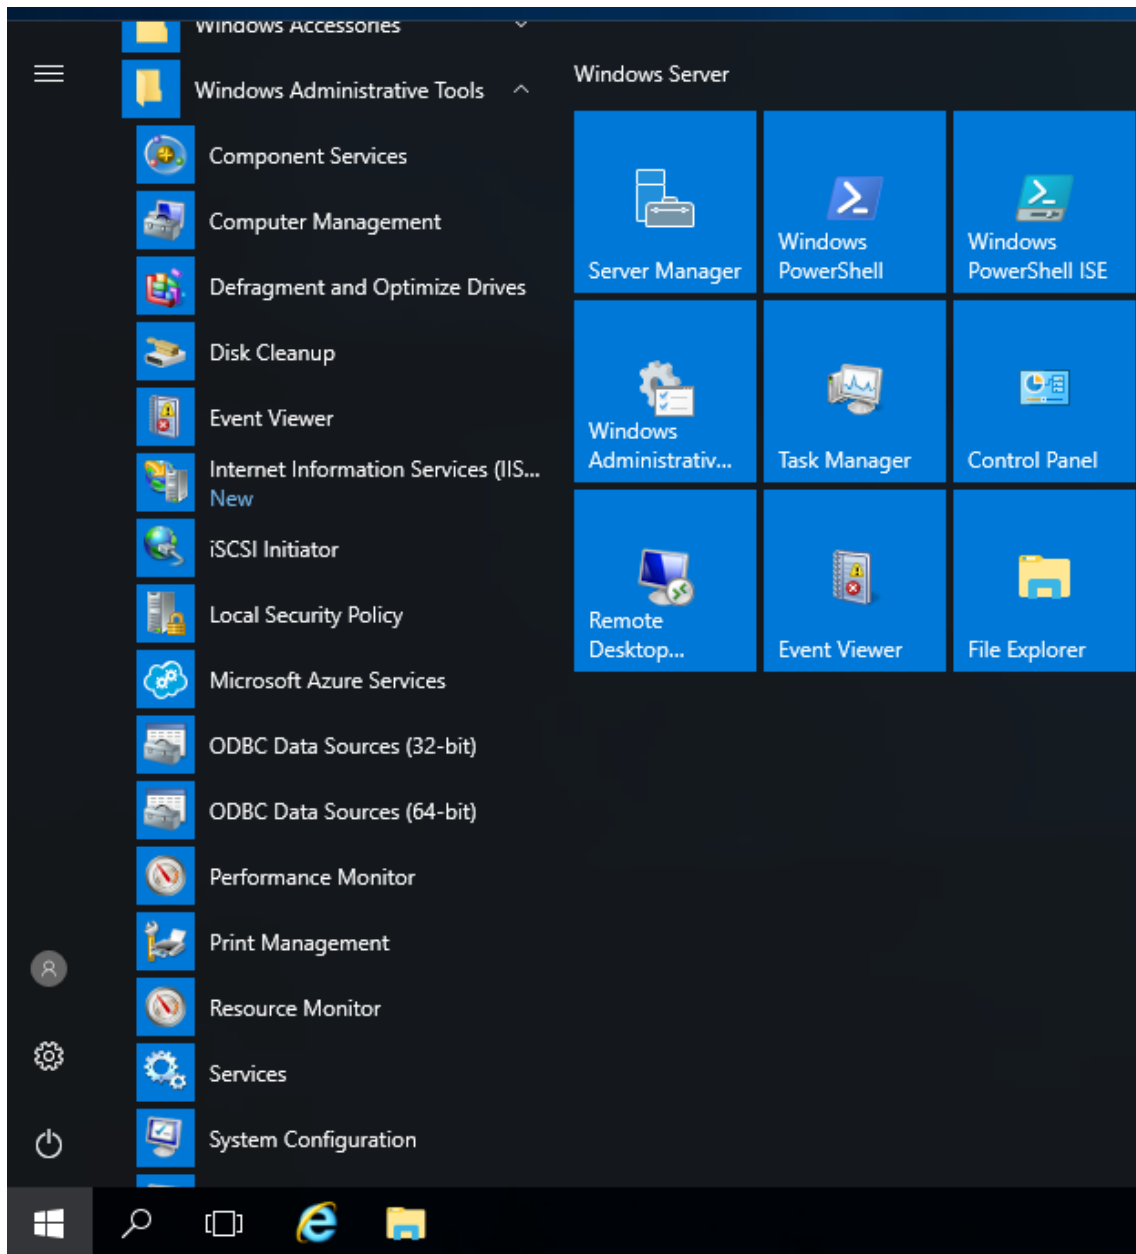 Windows Accessories
Windows Administrative Tools
Component Services
Computer Management
Defragment and Optimize Drives
Disk Cleanup
Event Viewer
Internet Information Services (IIS...
New
iSCSI Initiator
Local Security Policy
Microsoft Azure Services
ODBC Data Sources (32-bit)
ODBC Data Sources (64-bit)
Performance Monitor
Print Management
Resource Monitor
Services
System Configuration
Windows Server
Server Manager
Windows
PowerShell
Windows
PowerShell ISE
Windows
Administrativ...
Task Manager
Control Panel
Remote
Desktop...
Event Viewer
File Explorer